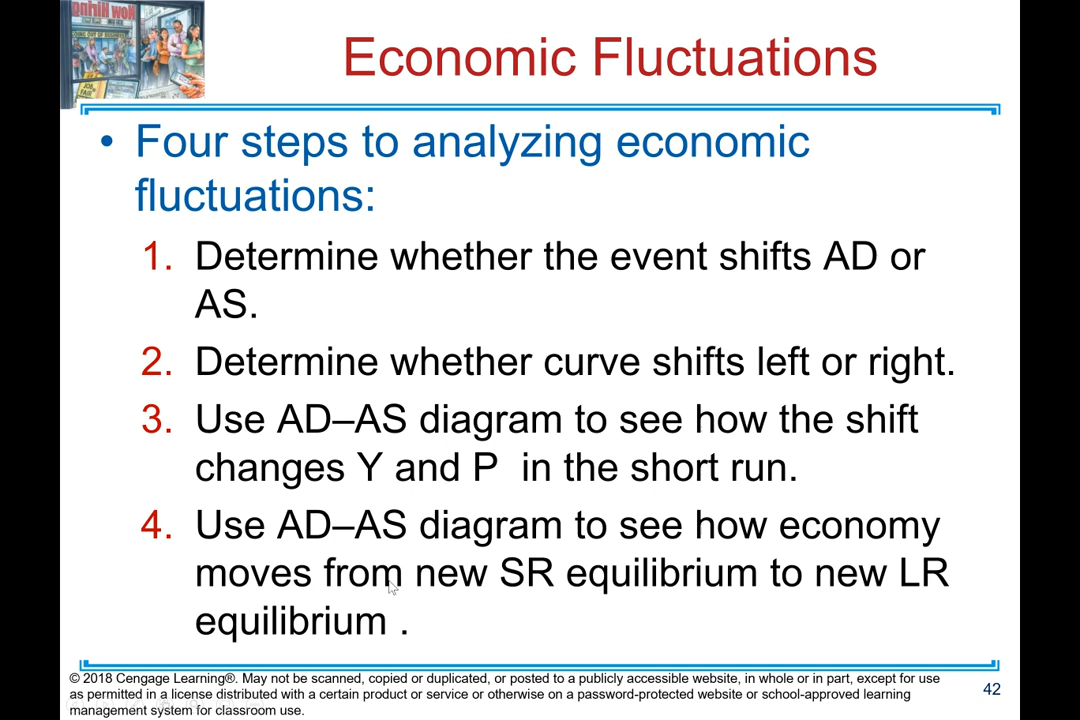 Now Hiring
Economic Fluctuations
• Four steps to analyzing economic
fluctuations:
1. Determine whether the event shifts AD or
AS.
2. Determine whether curve shifts left or right.
3. Use AD–AS diagram to see how the shift
changes Y and P  in the short run.
4. Use AD–AS diagram to see how economy
moves from new SR equilibrium to new LR
equilibrium .
© 2018 Cengage Learning®. May not be scanned, copied or duplicated, or posted to a publicly accessible website, in whole or in part, except for use
as permitted in a license distributed with a certain product or service or otherwise on a password-protected website or school-approved learning
management system for classroom use.
42